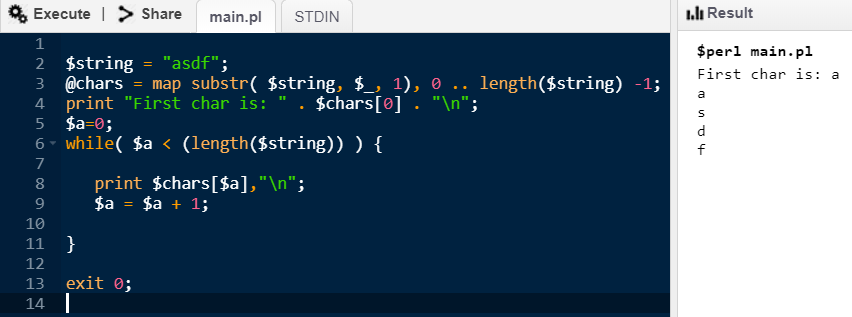 Execute | > Share main.pl STDIN
1
2 $string = "asdf";
3 @chars = map substr( $string, $_, 1), 0 .. length($string) -1;
4 print "First char is: " . $chars[0] . "\n";
5 $a=0;
6 while( $a < (length($string)) ) {
7
8 print $chars[$a],"\n";
9 $a = $a + 1;
10
11 }
12
13 exit 0;
14
Result
$perl main.pl
First char is: a
a
s
d
f